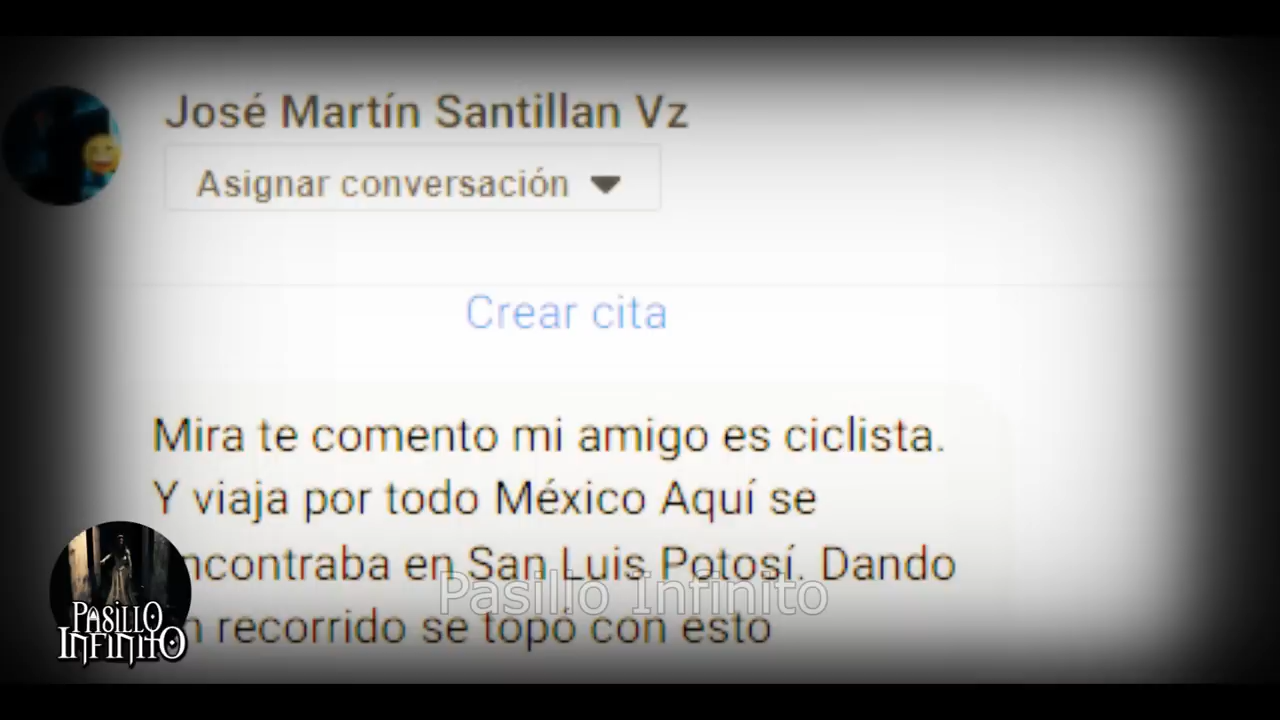 José Martín Santillan Vz
Asignar conversación
Crear cita
Mira te comento mi amigo es ciclista.
Y viaja por todo México Aquí se
ncontraba en San Luis Potosí. Dando
n recorrido se topó con esto
Pasillo Infinito
PASILLO
INFINITO